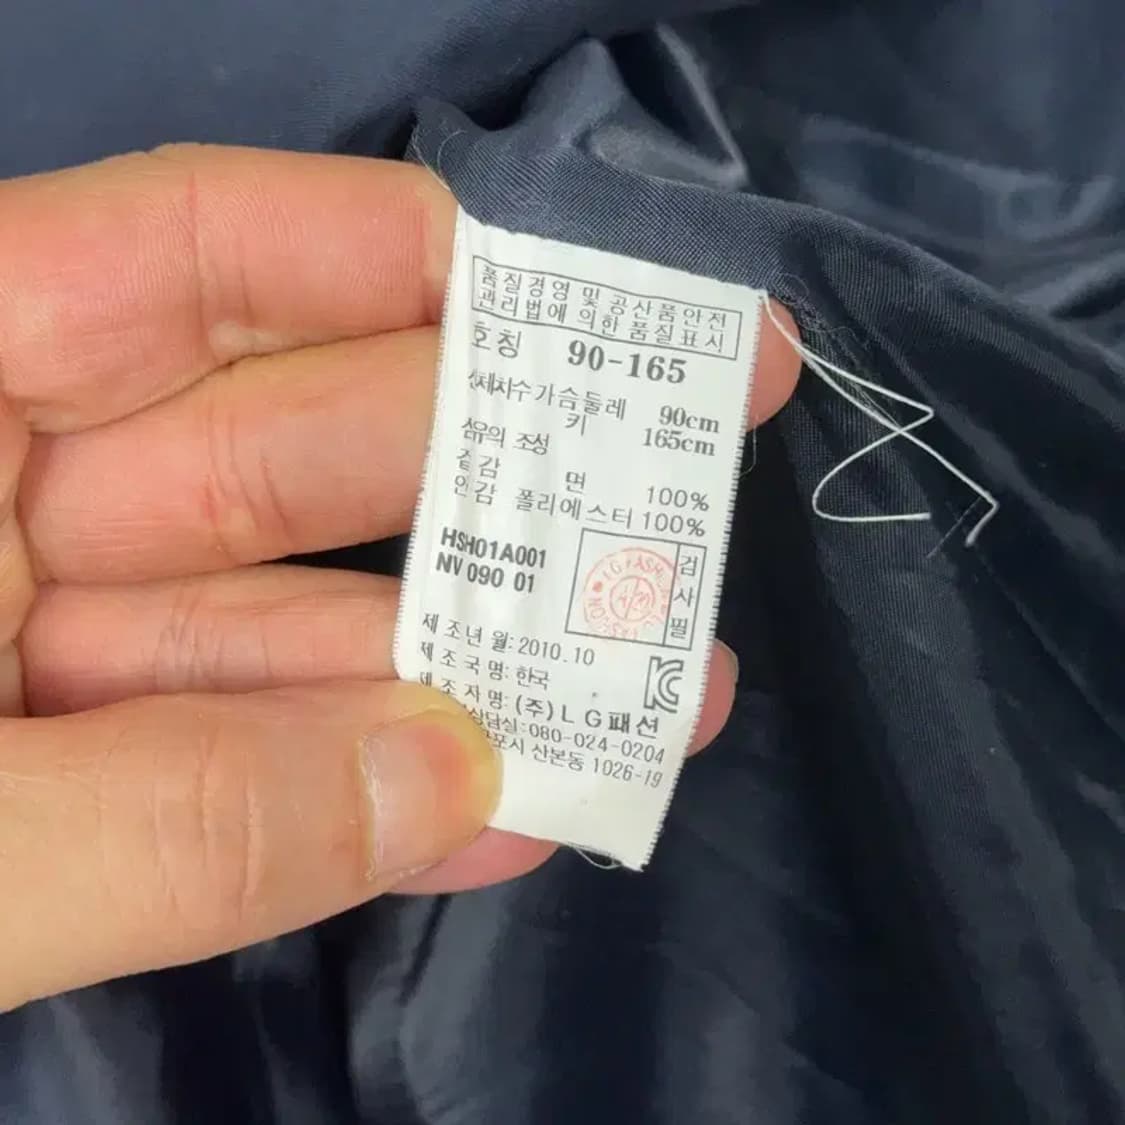 품질경영 및 공산품안전
관리법에 의한 품질표시
호칭 90-165
신체치수 가슴둘레 90cm
키 165cm
섬유의 조성
겉감 면 100%
안감 폴리에스터 100%
HSH01A001
NV 090 01
검
사
필
제 조 년 월: 2010.10
제 조 국 명: 한국
제 조 자 명: (주) L G 패션
상담실: 080-024-0204
군포시 산본동 1026-19